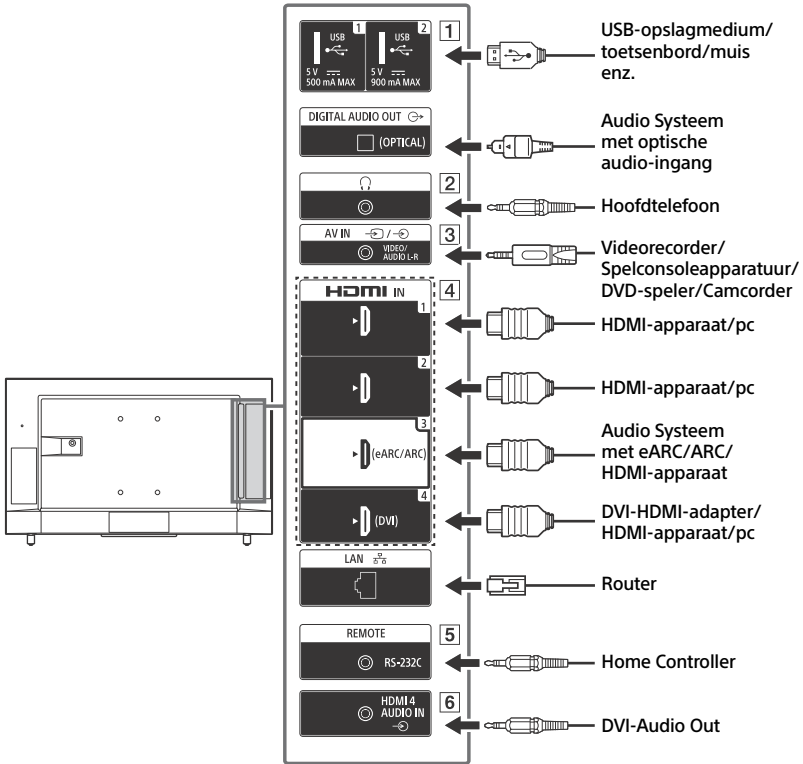 1
USB
5 V
500 mA MAX
2
USB
5 V
900 mA MAX
1
USB-opslagmedium/
toetsenbord/muis
enz.
DIGITAL AUDIO OUT
(OPTICAL)
Audio Systeem
met optische
audio-ingang
2
Hoofdtelefoon
AV IN /
VIDEO/
AUDIO L-R
3
Videorecorder/
Spelconsoleapparatuur/
DVD-speler/Camcorder
HDMI IN
4
1
HDMI-apparaat/pc
2
HDMI-apparaat/pc
3
(eARC/ARC)
Audio Systeem
met eARC/ARC/
HDMI-apparaat
4
(DVI)
DVI-HDMI-adapter/
HDMI-apparaat/pc
LAN
Router
REMOTE
5
RS-232C
Home Controller
HDMI 4
AUDIO IN
6
DVI-Audio Out